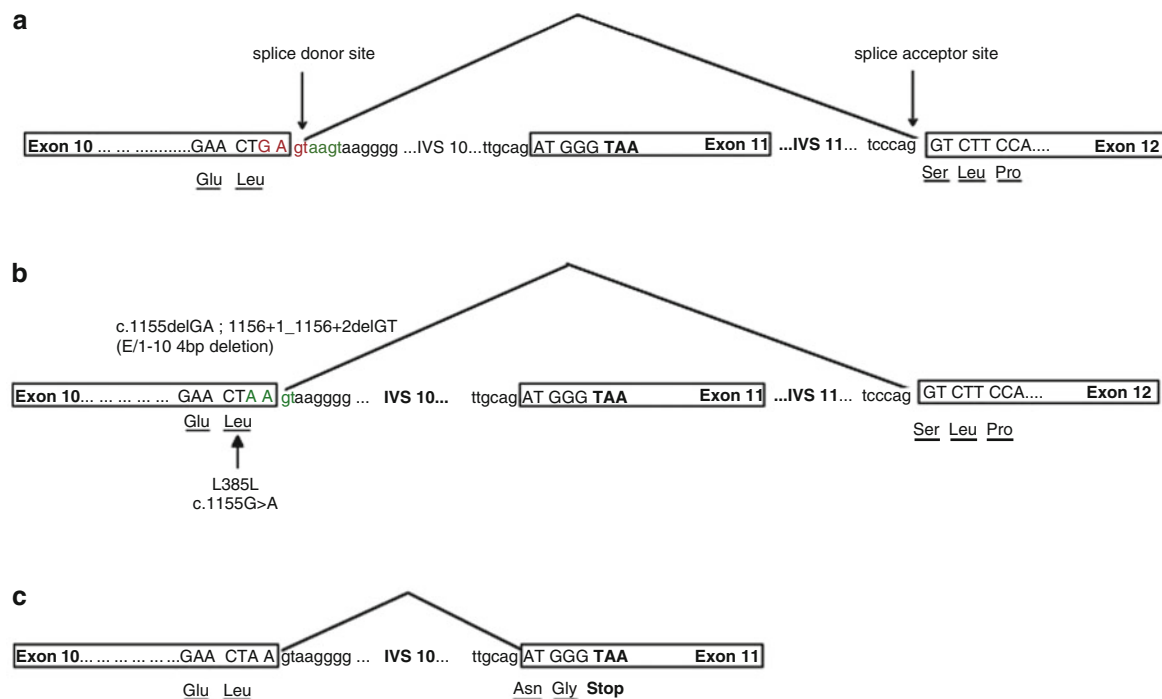 a
splice donor site
splice acceptor site
Exon 10 ... ... ...........GAA CTG A gtaagtaagggg ...IVS 10...ttgcag AT GGG TAA Exon 11 ...IVS 11... tcccag GT CTT CCA.... Exon 12
Glu Leu
Ser Leu Pro
b
c.1155delGA ; 1156+1_1156+2delGT
(E/1-10 4bp deletion)
Exon 10... ... ... ... ... GAA CTAA A gtaagggg ... IVS 10... ttgcag AT GGG TAA Exon 11 ...IVS 11... tcccag GT CTT CCA.... Exon 12
Glu Leu
Ser Leu Pro
L385L
c.1155G>A
c
Exon 10... ... ... ... ...GAA CTA A gtaagggg ... IVS 10... ttgcag AT GGG TAA Exon 11
Glu Leu
Asn Gly Stop